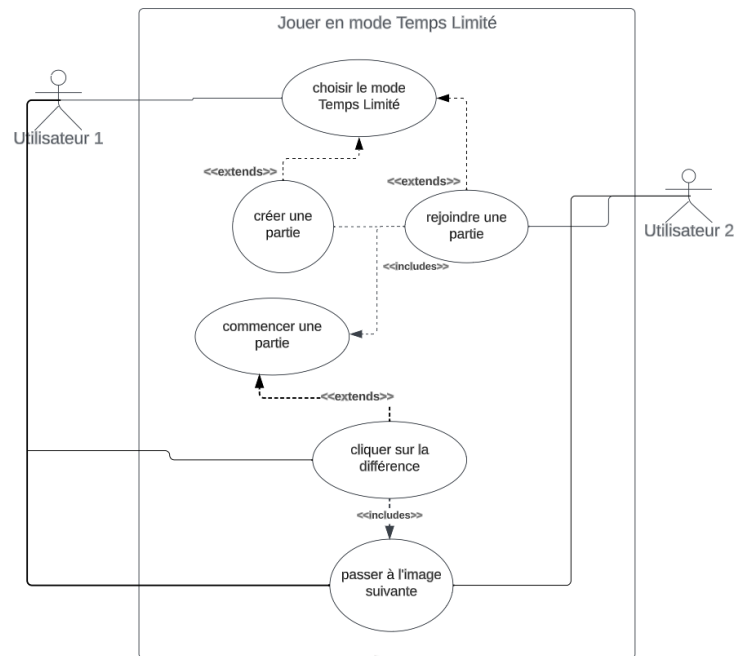 Jouer en mode Temps Limité
choisir le mode
Temps Limité
Utilisateur 1
<<extends>>
<<extends>>
créer une
partie
rejoindre une
partie
Utilisateur 2
<<includes>>
commencer une
partie
<<extends>>
cliquer sur la
différence
<<includes>>
passer à l'image
suivante